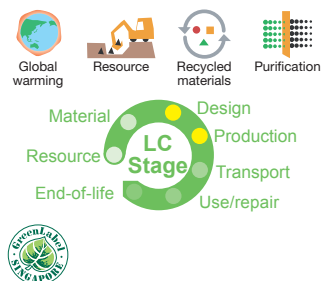 Global
warming
Resource
Recycled
materials
Purification
Material
Design
Resource
LC
Stage
Production
End-of-life
Transport
Use/repair
GreenLabel
SINGAPORE